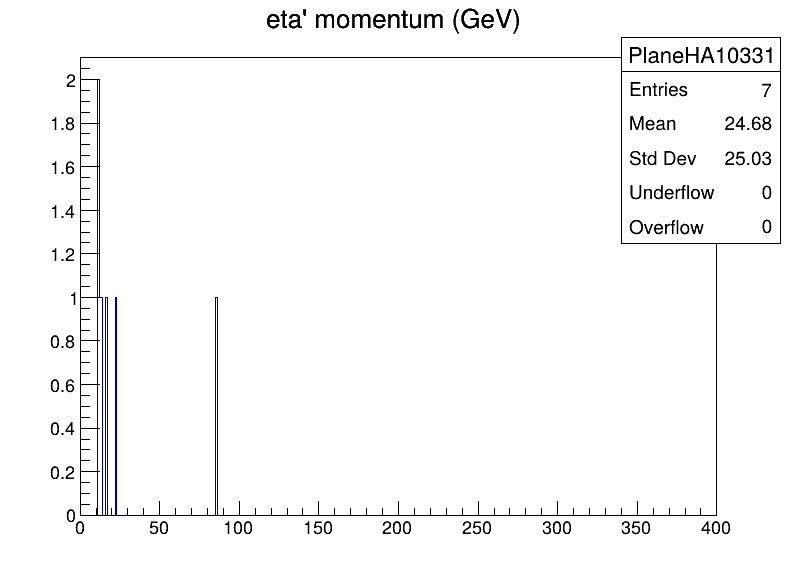 eta' momentum (GeV)
PlaneHA10331
Entries 7
Mean 24.68
Std Dev 25.03
Underflow 0
Overflow 0
2
1.8
1.6
1.4
1.2
1
0.8
0.6
0.4
0.2
0
0 50 100 150 200 250 300 350 400